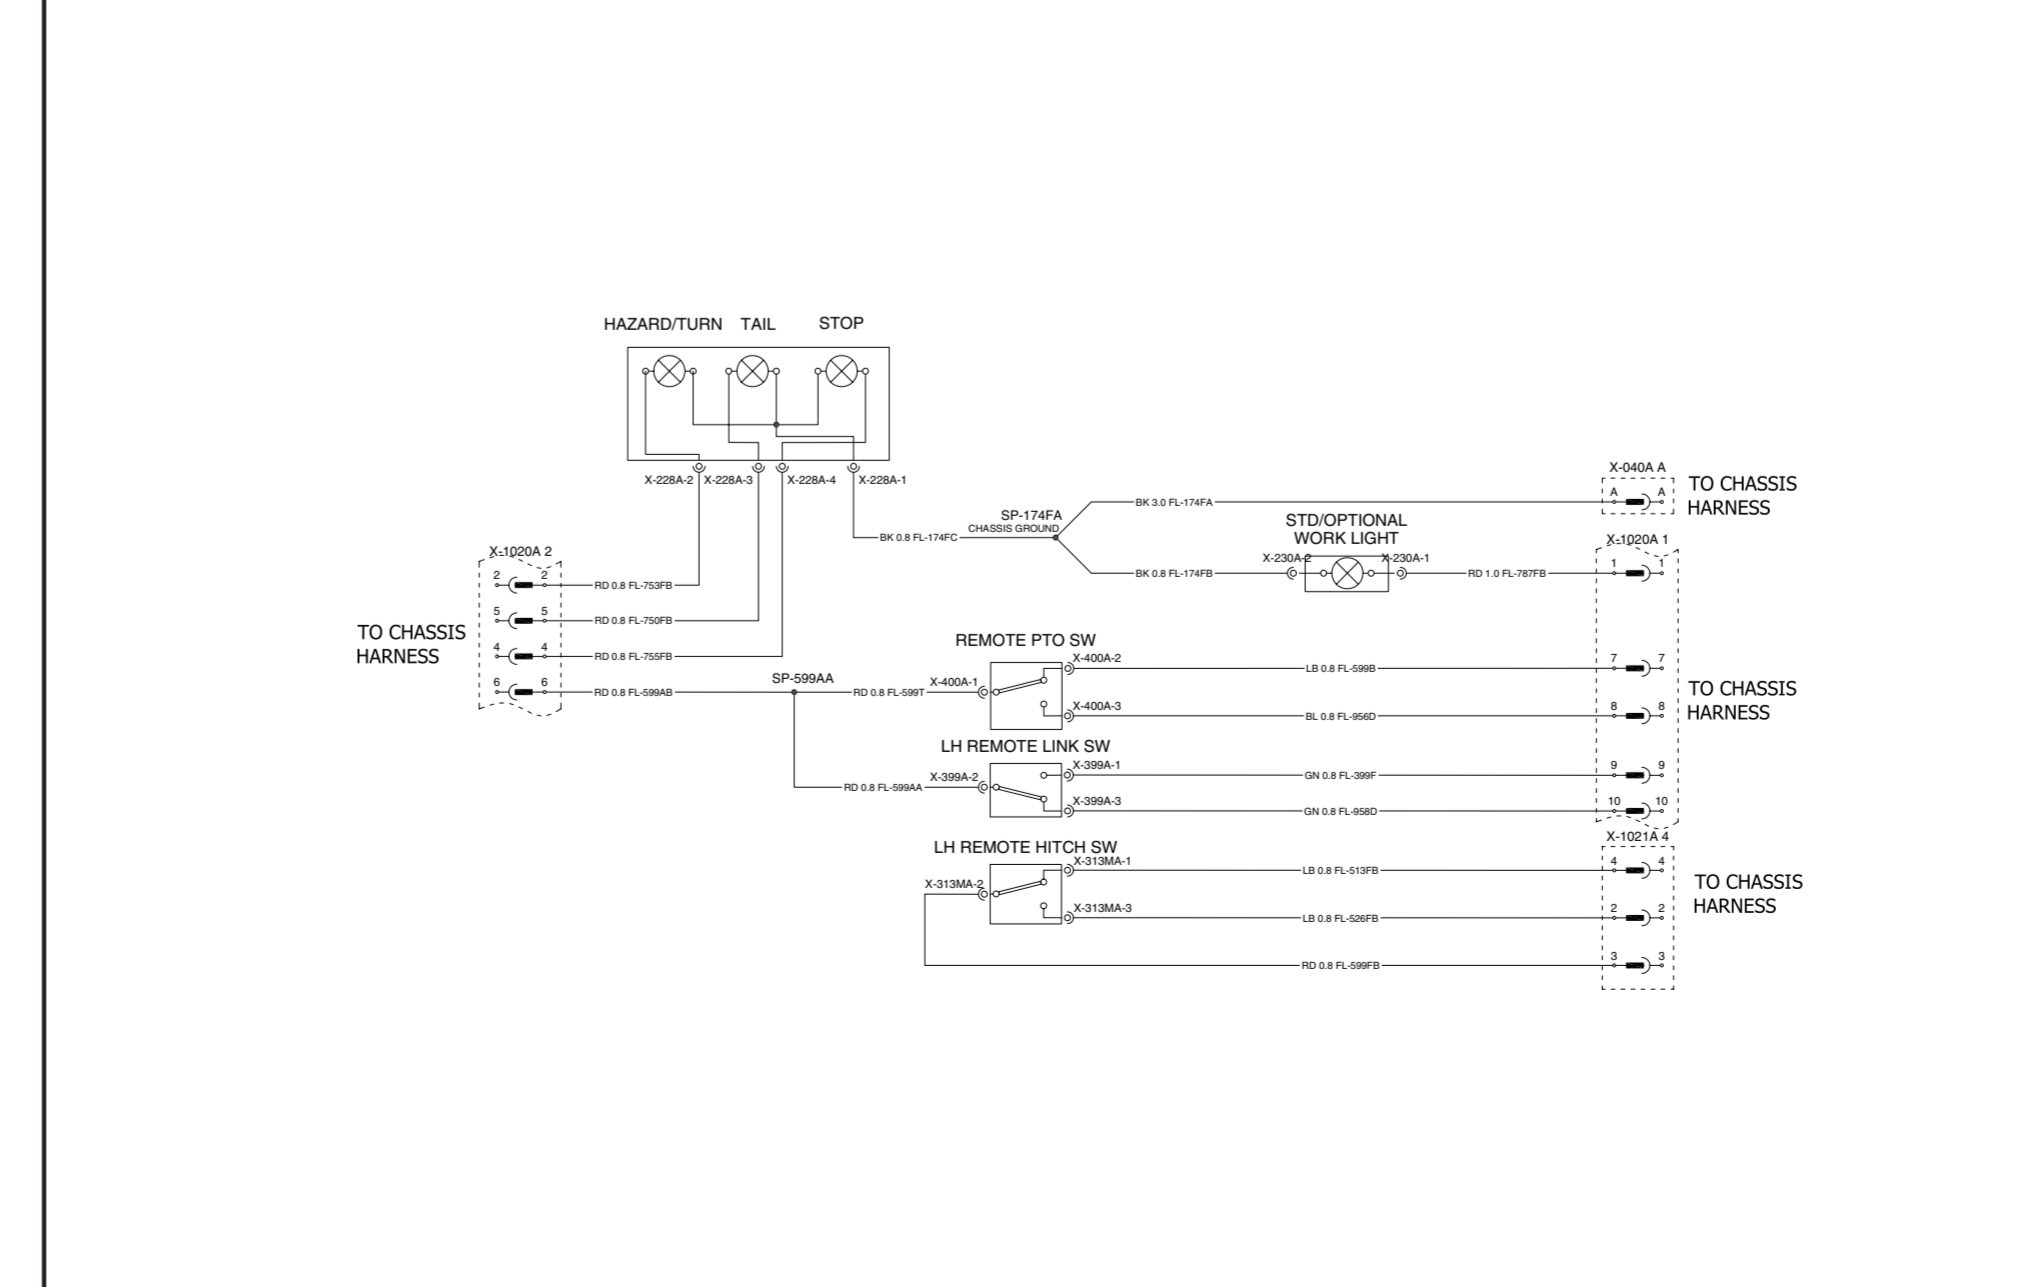 HAZARD/TURN TAIL STOP
X-228A-2 X-228A-3 X-228A-4 X-228A-1
X-040A A
A A
TO CHASSIS
HARNESS
BK 3.0 FL-174FA
SP-174FA
CHASSIS GROUND
BK 0.8 FL-174FC
STD/OPTIONAL
WORK LIGHT
X-230A-2 X-230A-1
BK 0.8 FL-174FB
RD 1.0 FL-787FB
X-1020A 1
1 1
X-1020A 2
2 2
RD 0.8 FL-753FB
5 5
RD 0.8 FL-750FB
4 4
RD 0.8 FL-755FB
6 6
RD 0.8 FL-599AB
TO CHASSIS
HARNESS
SP-599AA
RD 0.8 FL-599T
REMOTE PTO SW
X-400A-1
X-400A-2
LB 0.8 FL-599B
7 7
X-400A-3
BL 0.8 FL-956D
8 8
TO CHASSIS
HARNESS
LH REMOTE LINK SW
RD 0.8 FL-599AA
X-399A-2
X-399A-1
GN 0.8 FL-399F
9 9
X-399A-3
GN 0.8 FL-958D
10 10
X-1021A 4
LH REMOTE HITCH SW
X-313MA-2
X-313MA-1
LB 0.8 FL-513FB
4 4
X-313MA-3
LB 0.8 FL-526FB
2 2
RD 0.8 FL-599FB
3 3
TO CHASSIS
HARNESS